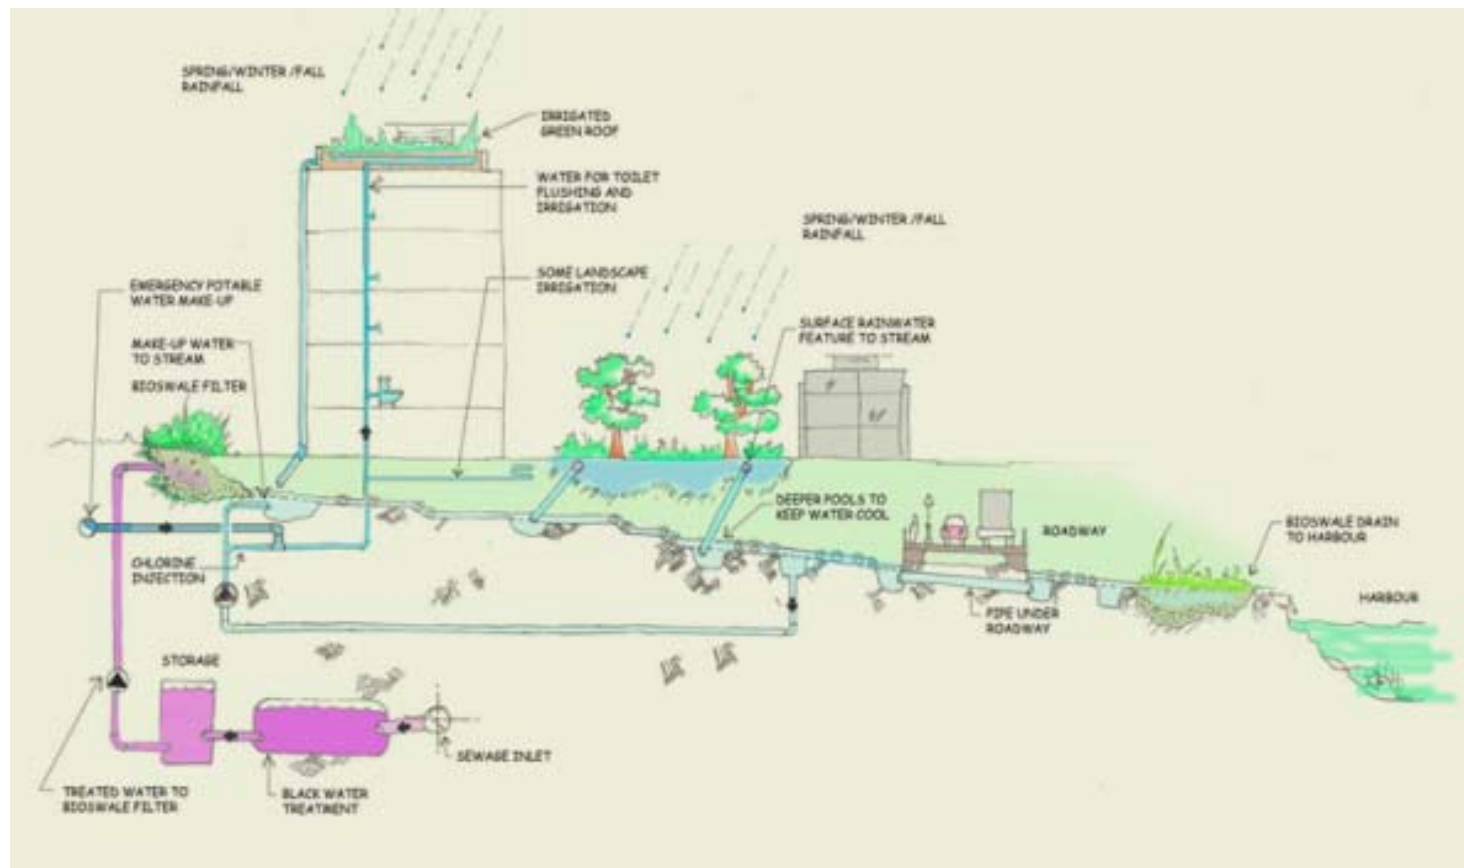 SPRING/WINTER /FALL
RAINFALL
IRRIGATED
GREEN ROOF
WATER FOR TOILET
FLUSHING AND
IRRIGATION
SPRING/WINTER /FALL
RAINFALL
SOME LANDSCAPE
IRRIGATION
EMERGENCY POTABLE
WATER MAKE-UP
SURFACE RAINWATER
FEATURE TO STREAM
MAKE-UP WATER
TO STREAM
BIOSWALE FILTER
DEEPER POOLS TO
KEEP WATER COOL
ROADWAY
BIOSWALE DRAIN
TO HARBOUR
CHLORINE
INJECTION
PIPE UNDER
ROADWAY
HARBOUR
STORAGE
SEWAGE INLET
TREATED WATER TO
BIOSWALE FILTER
BLACK WATER
TREATMENT